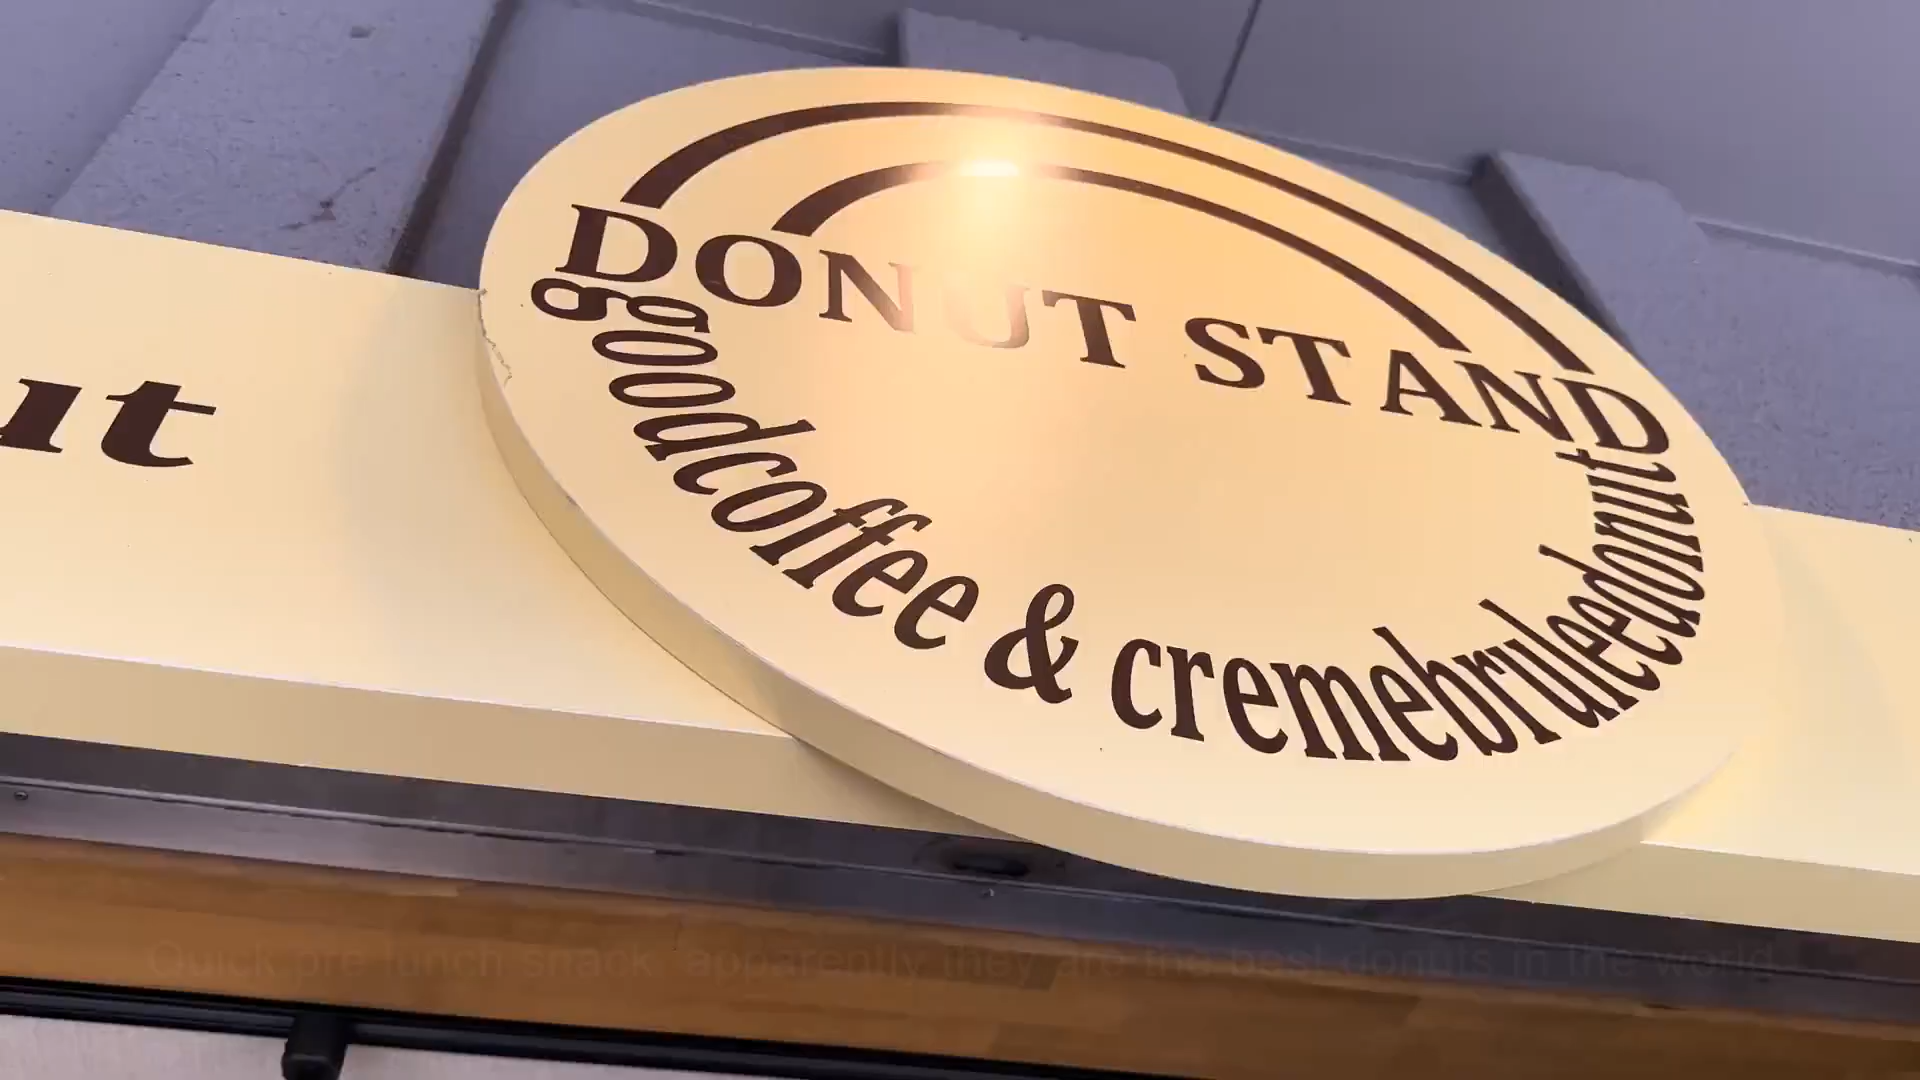 DONUT STAND
goodcoffee & cremebruleedonut
ut
Quick pre lunch snack, apparently they are the best donuts in the world!